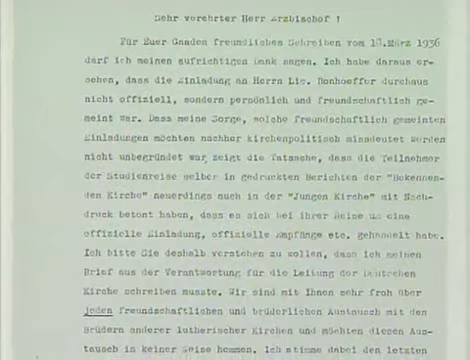 Sehr verehrter Herr Erzbischof !
Für Euer Gnaden freundliches Schreiben vom 18.März 1936
darf ich meinen aufrichtigen Dank sagen. Ich habe daraus er-
sehen, dass die Einladung an Herrn Lic. Bonhoeffer durchaus
nicht offiziell, sondern persönlich und freundschaftlich ge-
meint war. Dass meine Sorge, solche freundschaftlich gemeinten
Einladungen möchten nachher kirchenpolitisch missdeutet werden
nicht unbegründet war, zeigt die Tatsache, dass die Teilnehmer
der Studienreise selber in gedruckten Berichten der "Bekennen-
den Kirche" neuerdings auch in der "Jungen Kirche" mit Nach-
druck betont haben, dass es sich bei ihrer Reise um eine
offizielle Einladung, offizielle Empfänge etc. gehandelt habe.
Ich bitte Sie deshalb verstehen zu wollen, dass ich meinen
Brief aus der Verantwortung für die Leitung der Deutschen
Kirche schreiben musste. Wir sind mit Ihnen sehr froh über
jeden freundschaftlichen und brüderlichen Austausch mit den
Brüdern anderer lutherischer Kirchen und möchten diesen Aus-
tausch in keiner Weise hemmen. Ich stimme dabei den letzten